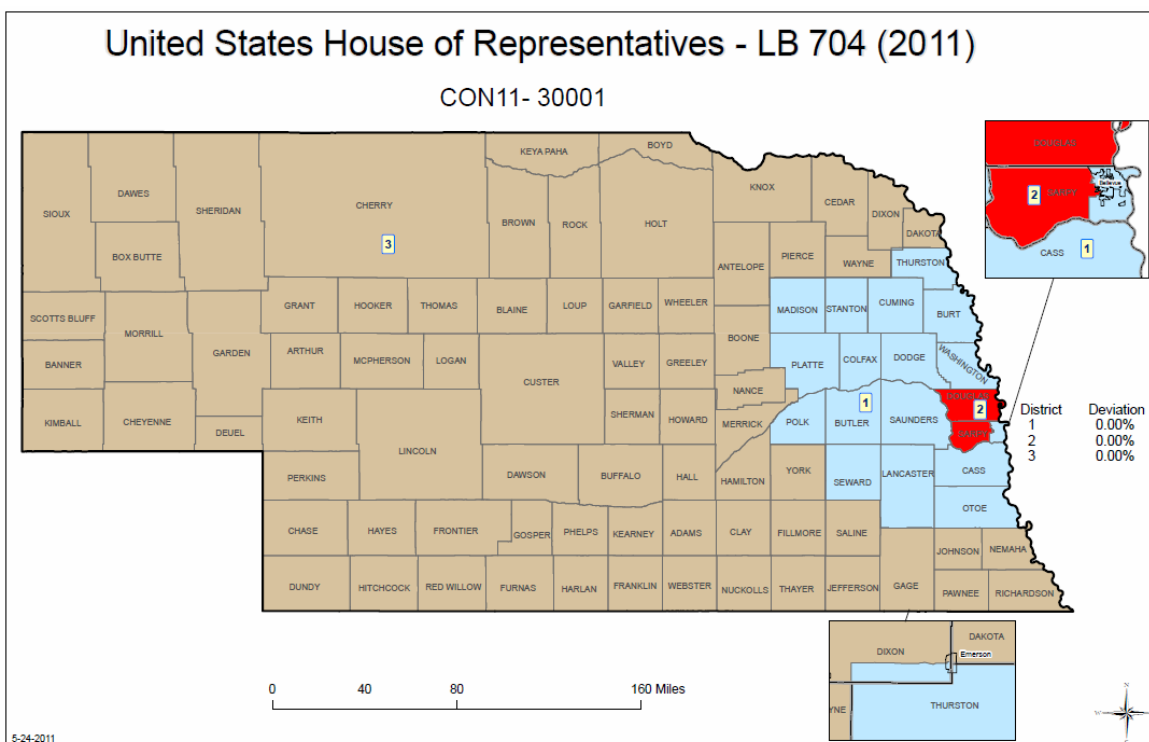 United States House of Representatives - LB 704 (2011)
CON11- 30001
KEYA PAHA
BOYD
DAWES
SHERIDAN
CHERRY
KNOX
CEDAR
DIXON
SIOUX
BROWN
ROCK
HOLT
DAKOTA
3
BOX BUTTE
PIERCE
WAYNE
THURSTON
ANTELOPE
GRANT
HOOKER
THOMAS
BLAINE
LOUP
GARFIELD
WHEELER
MADISON
STANTON
CUMING
BURT
SCOTTS BLUFF
MORRILL
GARDEN
ARTHUR
MCPHERSON
LOGAN
BOONE
BANNER
CUSTER
VALLEY
GREELEY
PLATTE
COLFAX
DODGE
WASHINGTON
NANCE
KIMBALL
CHEYENNE
DEUEL
KEITH
LINCOLN
SHERMAN
HOWARD
MERRICK
POLK
1
BUTLER
SAUNDERS
DOUGLAS
2
SARPY
PERKINS
DAWSON
BUFFALO
HALL
HAMILTON
YORK
SEWARD
LANCASTER
CASS
OTOE
CHASE
HAYES
FRONTIER
GOSPER
PHELPS
KEARNEY
ADAMS
CLAY
FILLMORE
SALINE
JOHNSON
NEMAHA
DUNDY
HITCHCOCK
RED WILLOW
FURNAS
HARLAN
FRANKLIN
WEBSTER
NUCKOLLS
THAYER
JEFFERSON
GAGE
PAWNEE
RICHARDSON
DOUGLAS
2
SARPY
Bellevue
CASS
1
District Deviation
1 0.00%
2 0.00%
3 0.00%
DIXON
DAKOTA
Emerson
YNE
THURSTON
0 40 80 160 Miles
N
W
S
5-24-2011